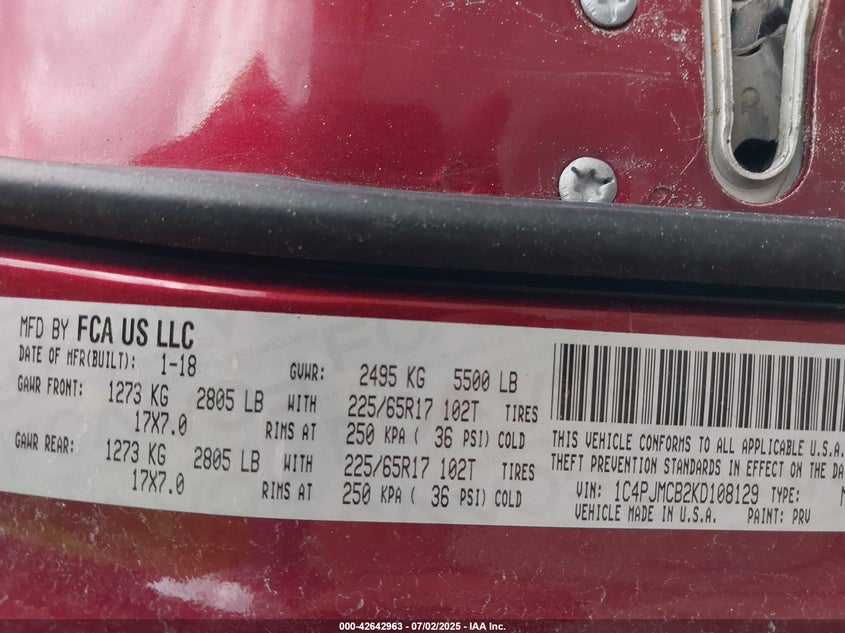 MFD BY FCA US LLC
DATE OF MFR(BUILT): 1-18 GVWR: 2495 KG 5500 LB
GAWR FRONT: 1273 KG 2805 LB WITH 225/65R17 102T TIRES
17X7.0 RIMS AT 250 KPA ( 36 PSI) COLD
GAWR REAR: 1273 KG 2805 LB WITH 225/65R17 102T TIRES
17X7.0 RIMS AT 250 KPA ( 36 PSI) COLD
THIS VEHICLE CONFORMS TO ALL APPLICABLE U.S.A.
THEFT PREVENTION STANDARDS IN EFFECT ON THE DA
VIN: 1C4PJMCB2KD108129 TYPE:
VEHICLE MADE IN U.S.A. PAINT: PRV
000-42642963 - 07/02/2025 - IAA Inc.